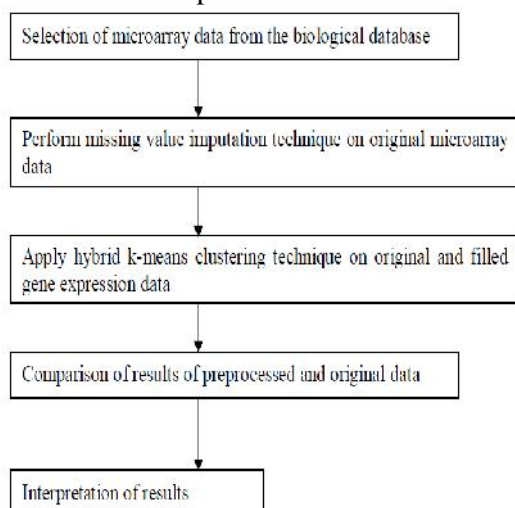 Selection of microarray data from the biological database
Perform missing value imputation technique on original microarray
data
Apply hybrid k-means clustering technique on original and filled
gene expression data
Comparison of results of preprocessed and original data
Interpretation of results